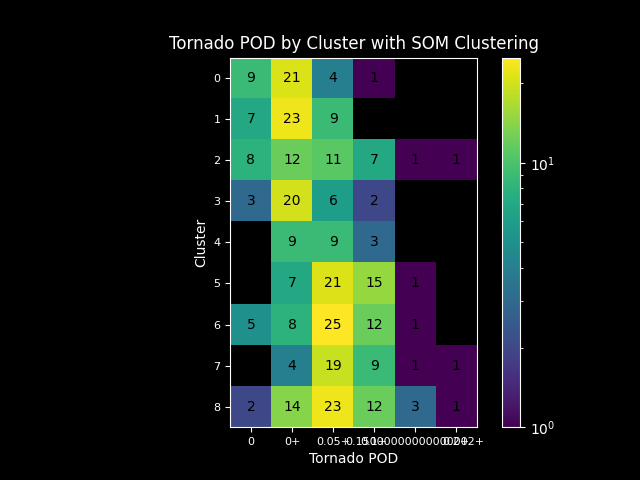 Tornado POD by Cluster with SOM Clustering
0 9 21 4 1
1 7 23 9
2 8 12 11 7 1 1
3 3 20 6 2
4 9 9 3
5 7 21 15 1
6 5 8 25 12 1
7 4 19 9 1 1
8 2 14 23 12 3 1
Cluster
0 0+ 0.05+
Tornado POD
10¹
10⁰